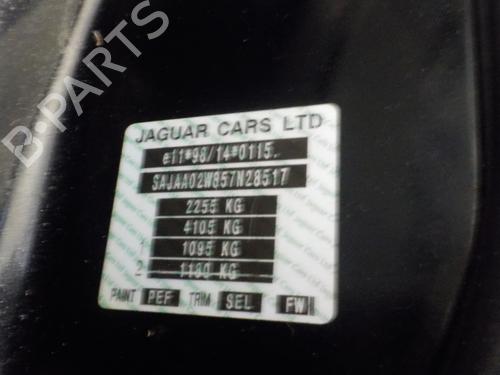 B-PARTS
JAGUAR CARS LTD
e11*98/14*0115.
SAJAA02W857N28517
2255 KG
4105 KG
1 1095 KG
2 1180 KG
PAINT PEF TRIM SEL FW